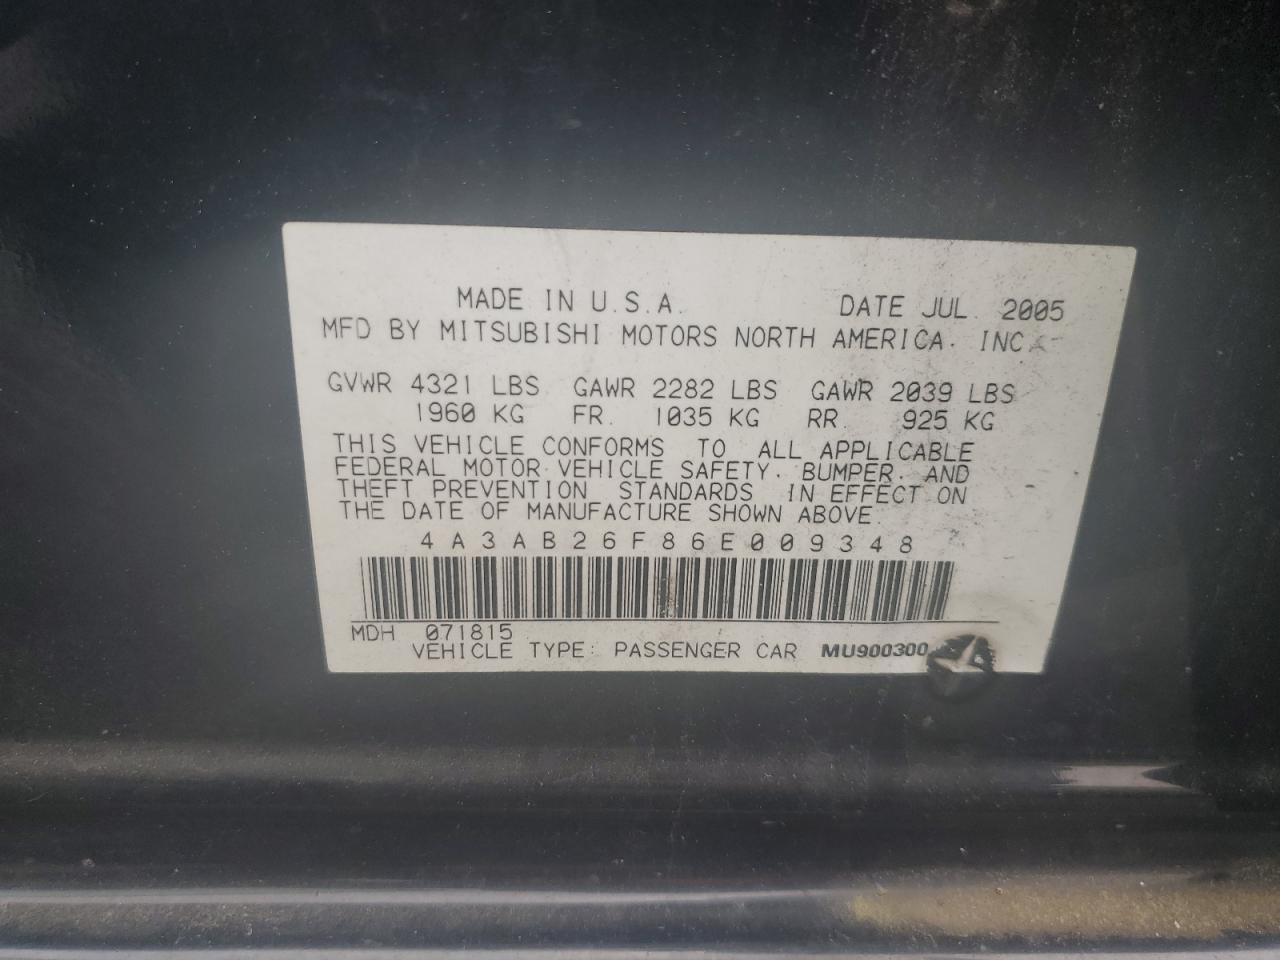 MADE IN U.S.A. DATE JUL. 2005
MFD BY MITSUBISHI MOTORS NORTH AMERICA. INC.
GVWR 4321 LBS GAWR 2282 LBS GAWR 2039 LBS
1960 KG FR. 1035 KG RR. 925 KG
THIS VEHICLE CONFORMS TO ALL APPLICABLE
FEDERAL MOTOR VEHICLE SAFETY. BUMPER. AND
THEFT PREVENTION STANDARDS IN EFFECT ON
THE DATE OF MANUFACTURE SHOWN ABOVE.
4A3AB26F86E009348
MDH 071815
VEHICLE TYPE: PASSENGER CAR MU900300